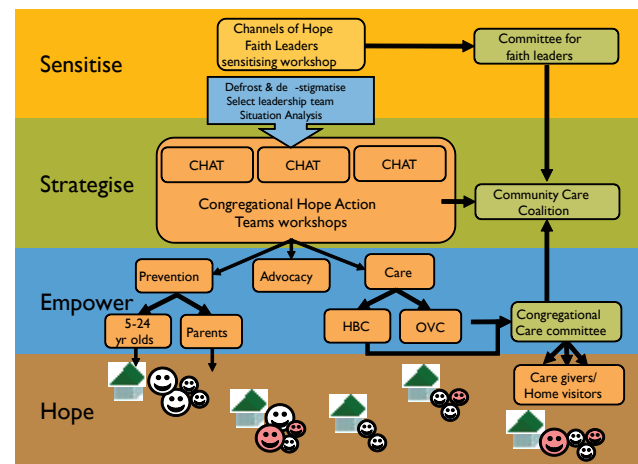 Sensitise
Channels of Hope
Faith Leaders
sensitising workshop
Committee for
faith leaders
Defrost & de -stigmatise
Select leadership team
Situation Analysis
Strategise
CHAT
CHAT
CHAT
Congregational Hope Action
Teams workshops
Community Care
Coalition
Empower
Prevention
Advocacy
Care
5-24
yr olds
Parents
HBC
OVC
Congregational
Care committee
Hope
Care givers/
Home visitors